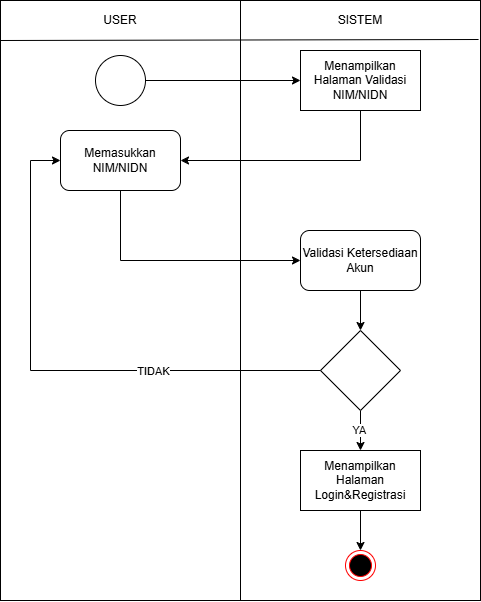 USER
SISTEM
Menampilkan
Halaman Validasi
NIM/NIDN
Memasukkan
NIM/NIDN
Validasi Ketersediaan
Akun
TIDAK
YA
Menampilkan
Halaman
Login&Registrasi